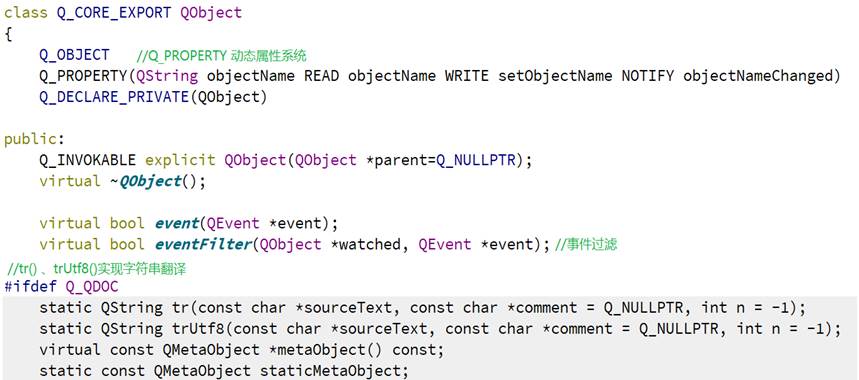 class Q_CORE_EXPORT QObject
{
Q_OBJECT //Q_PROPERTY 动态属性系统
Q_PROPERTY(QString objectName READ objectName WRITE setObjectName NOTIFY objectNameChanged)
Q_DECLARE_PRIVATE(QObject)
public:
Q_INVOKABLE explicit QObject(QObject *parent=Q_NULLPTR);
virtual ~QObject();
virtual bool event(QEvent *event);
virtual bool eventFilter(QObject *watched, QEvent *event); //事件过滤
//tr() 、trUtf8()实现字符串翻译
#ifdef Q_QDOC
static QString tr(const char *sourceText, const char *comment = Q_NULLPTR, int n = -1);
static QString trUtf8(const char *sourceText, const char *comment = Q_NULLPTR, int n = -1);
virtual const QMetaObject *metaObject() const;
static const QMetaObject staticMetaObject;